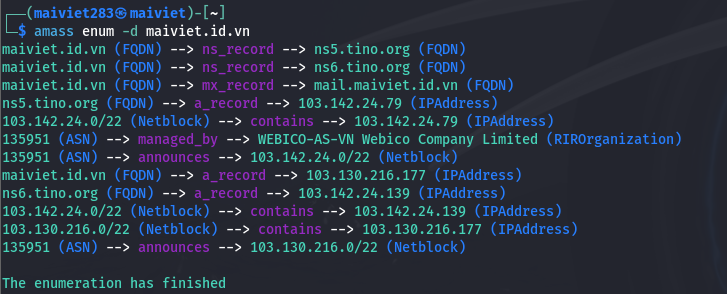 ┌──(maiviet283㉿maiviet)-[~]
└─$ amass enum -d maiviet.id.vn
maiviet.id.vn (FQDN) --> ns_record --> ns5.tino.org (FQDN)
maiviet.id.vn (FQDN) --> ns_record --> ns6.tino.org (FQDN)
maiviet.id.vn (FQDN) --> mx_record --> mail.maiviet.id.vn (FQDN)
ns5.tino.org (FQDN) --> a_record --> 103.142.24.79 (IPAddress)
103.142.24.0/22 (Netblock) --> contains --> 103.142.24.79 (IPAddress)
135951 (ASN) --> managed_by --> WEBICO-AS-VN Webico Company Limited (RIROrganization)
135951 (ASN) --> announces --> 103.142.24.0/22 (Netblock)
maiviet.id.vn (FQDN) --> a_record --> 103.130.216.177 (IPAddress)
ns6.tino.org (FQDN) --> a_record --> 103.142.24.139 (IPAddress)
103.142.24.0/22 (Netblock) --> contains --> 103.142.24.139 (IPAddress)
103.130.216.0/22 (Netblock) --> contains --> 103.130.216.177 (IPAddress)
135951 (ASN) --> announces --> 103.130.216.0/22 (Netblock)
The enumeration has finished